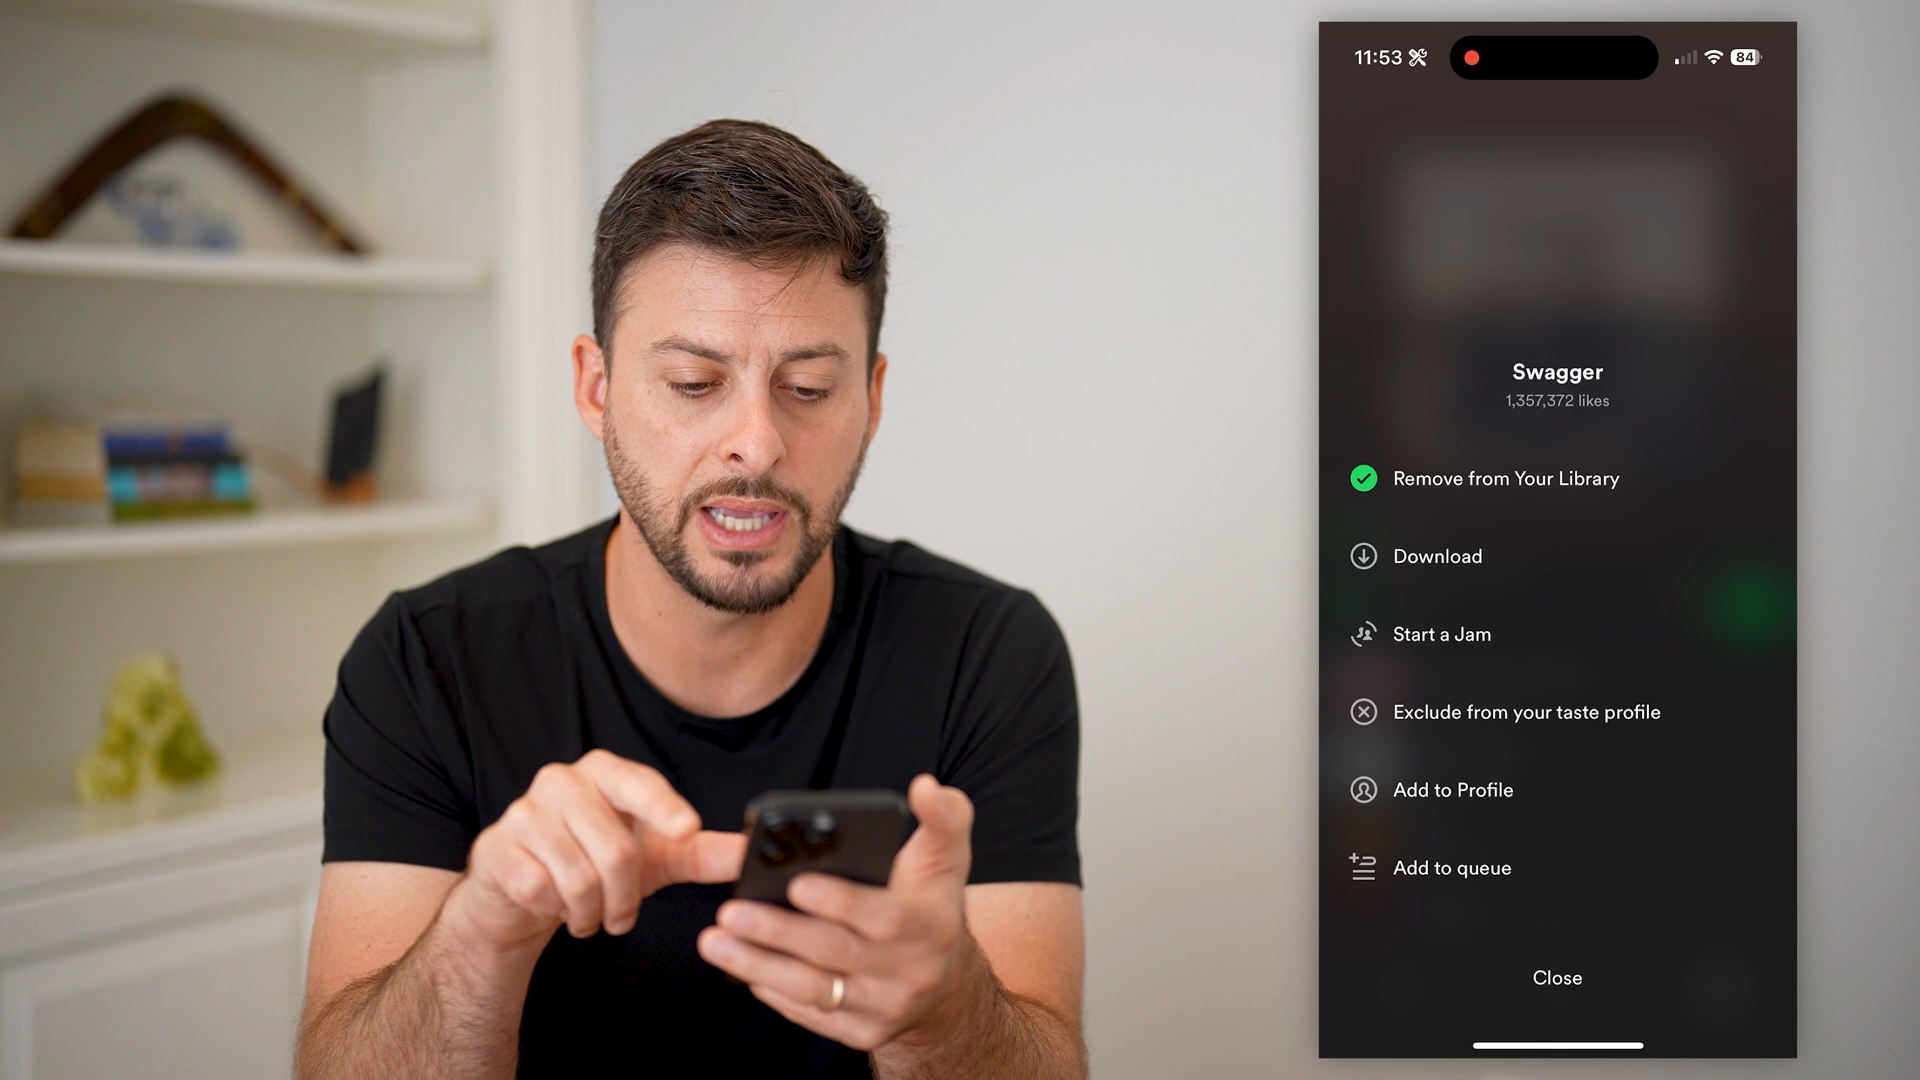 11:53
84
Swagger
1,357,372 likes
Remove from Your Library
Download
Start a Jam
Exclude from your taste profile
Add to Profile
Add to queue
Close